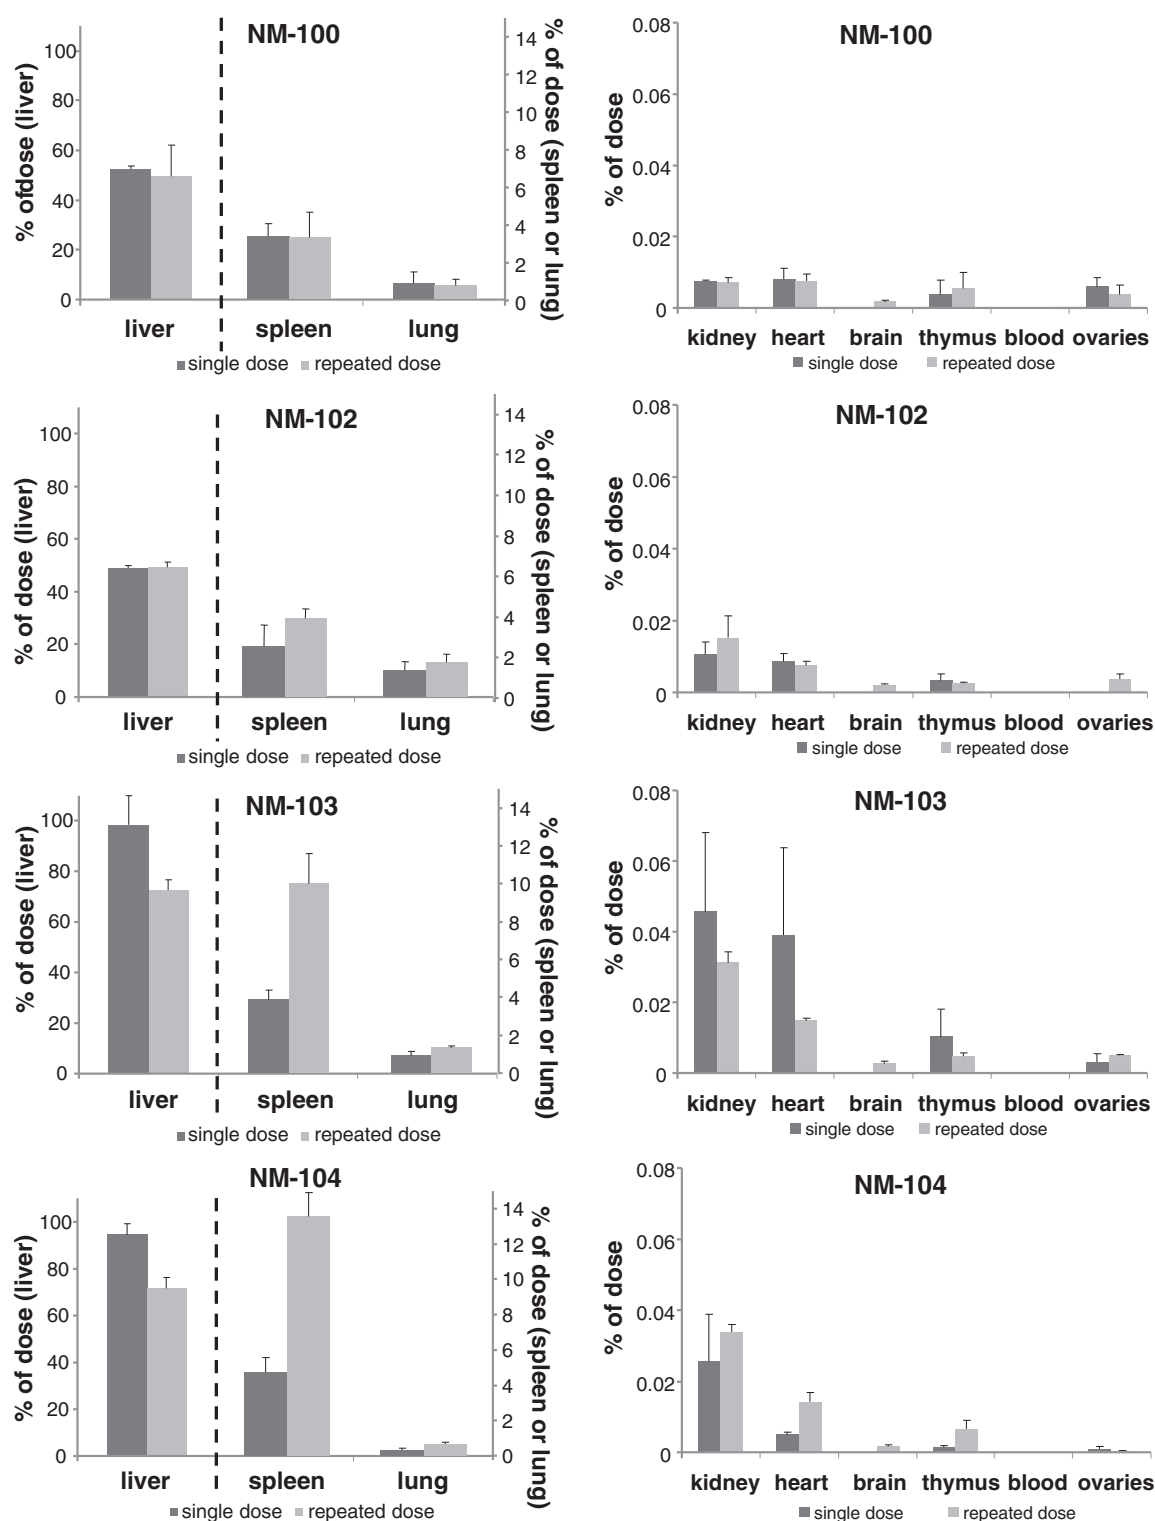 NM-100
% ofdose (liver)
100
80
60
40
20
0
14
12
10
8
6
4
2
0
% of dose (spleen or lung)
liver spleen lung
single dose repeated dose
NM-100
% of dose
0.08
0.06
0.04
0.02
0
kidney heart brain thymus blood ovaries
single dose repeated dose
NM-102
% of dose (liver)
100
80
60
40
20
0
14
12
10
8
6
4
2
0
% of dose (spleen or lung)
liver spleen lung
single dose repeated dose
NM-102
% of dose
0.08
0.06
0.04
0.02
0
kidney heart brain thymus blood ovaries
single dose repeated dose
NM-103
% of dose (liver)
100
80
60
40
20
0
14
12
10
8
6
4
2
0
% of dose (spleen or lung)
liver spleen lung
single dose repeated dose
NM-103
% of dose
0.08
0.06
0.04
0.02
0
kidney heart brain thymus blood ovaries
single dose repeated dose
NM-104
% of dose (liver)
100
80
60
40
20
0
14
12
10
8
6
4
2
0
% of dose (spleen or lung)
liver spleen lung
single dose repeated dose
NM-104
% of dose
0.08
0.06
0.04
0.02
0
kidney heart brain thymus blood ovaries
single dose repeated dose